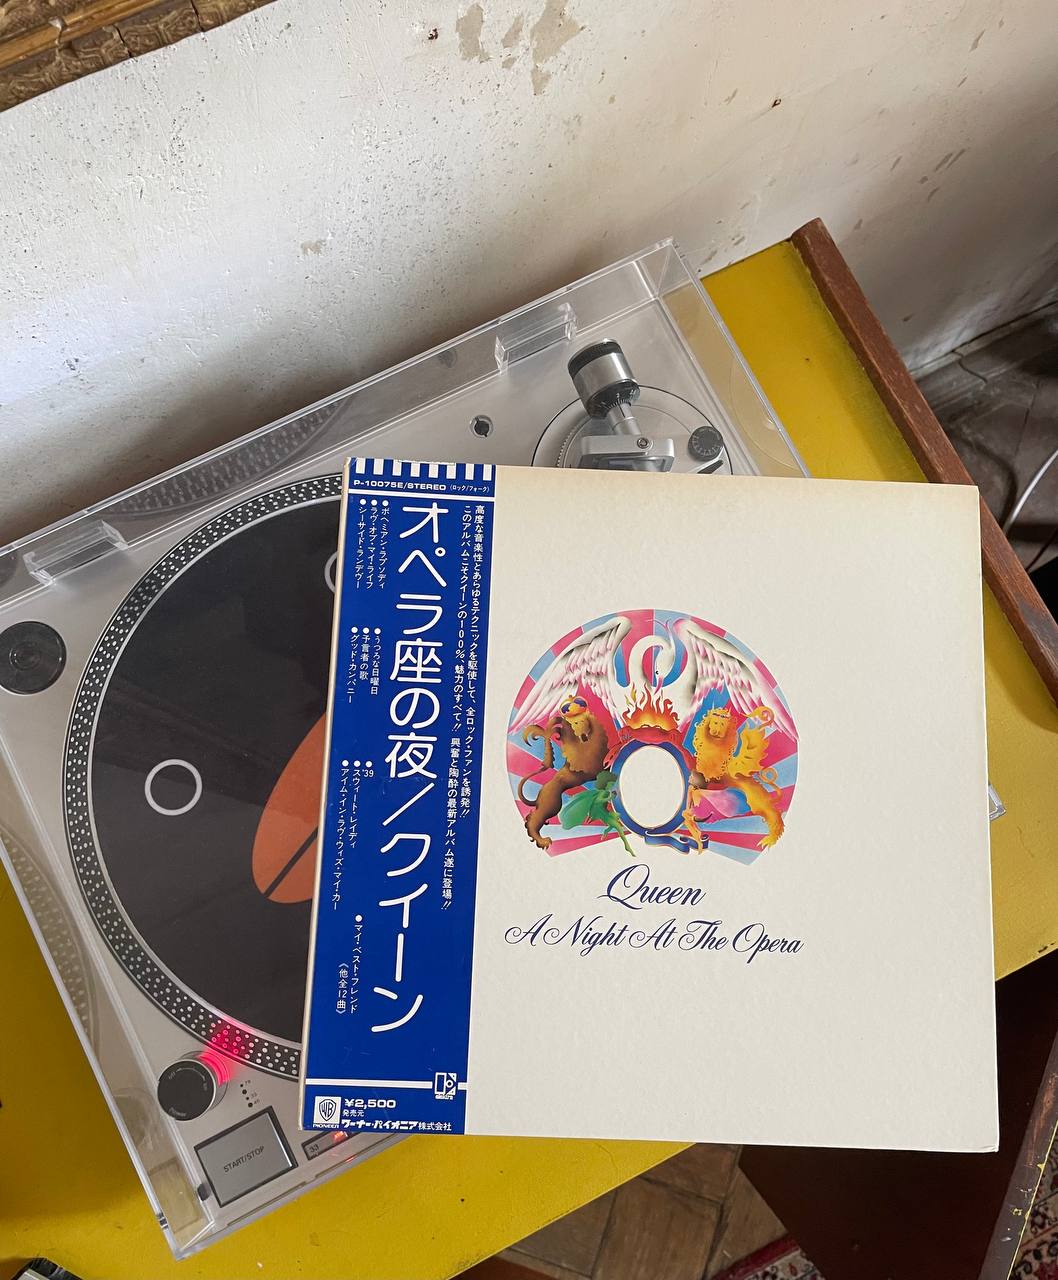 P-10075E/STEREO (ロック/フォーク)
高度な音楽性とあらゆるテクニックを駆使して、全ロック・ファンを誘発!!
このアルバムこそクイーンの100%魅力のすべて!! 興奮と陶酔の最新アルバム遂に登場!!
オペラ座の夜/クイーン
●ボヘミアン・ラプソディ
●ラヴ・オブ・マイ・ライフ
●シーサイド・ランデヴー
●うつろな日曜日
●予言者の歌
●グッド・カンパニー
●'39
●スウィート・レイディ
●アイム・イン・ラヴ・ウィズ・マイ・カー
●マイ・ベスト・フレンド
《他全12曲》
elektra
WB
PIONEER
¥2,500
発売元
ワーナー・パイオニア株式会社
Queen
A Night At The Opera
START/STOP
33